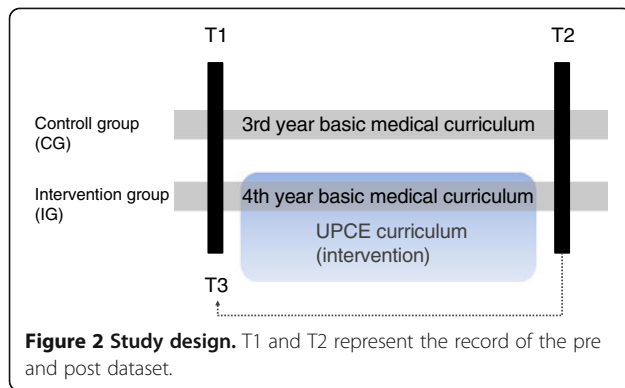 T1 T2
Controll group
(CG)
3rd year basic medical curriculum
Intervention group
(IG)
4th year basic medical curriculum
UPCE curriculum
(intervention)
T3
Figure 2 Study design. T1 and T2 represent the record of the pre
and post dataset.